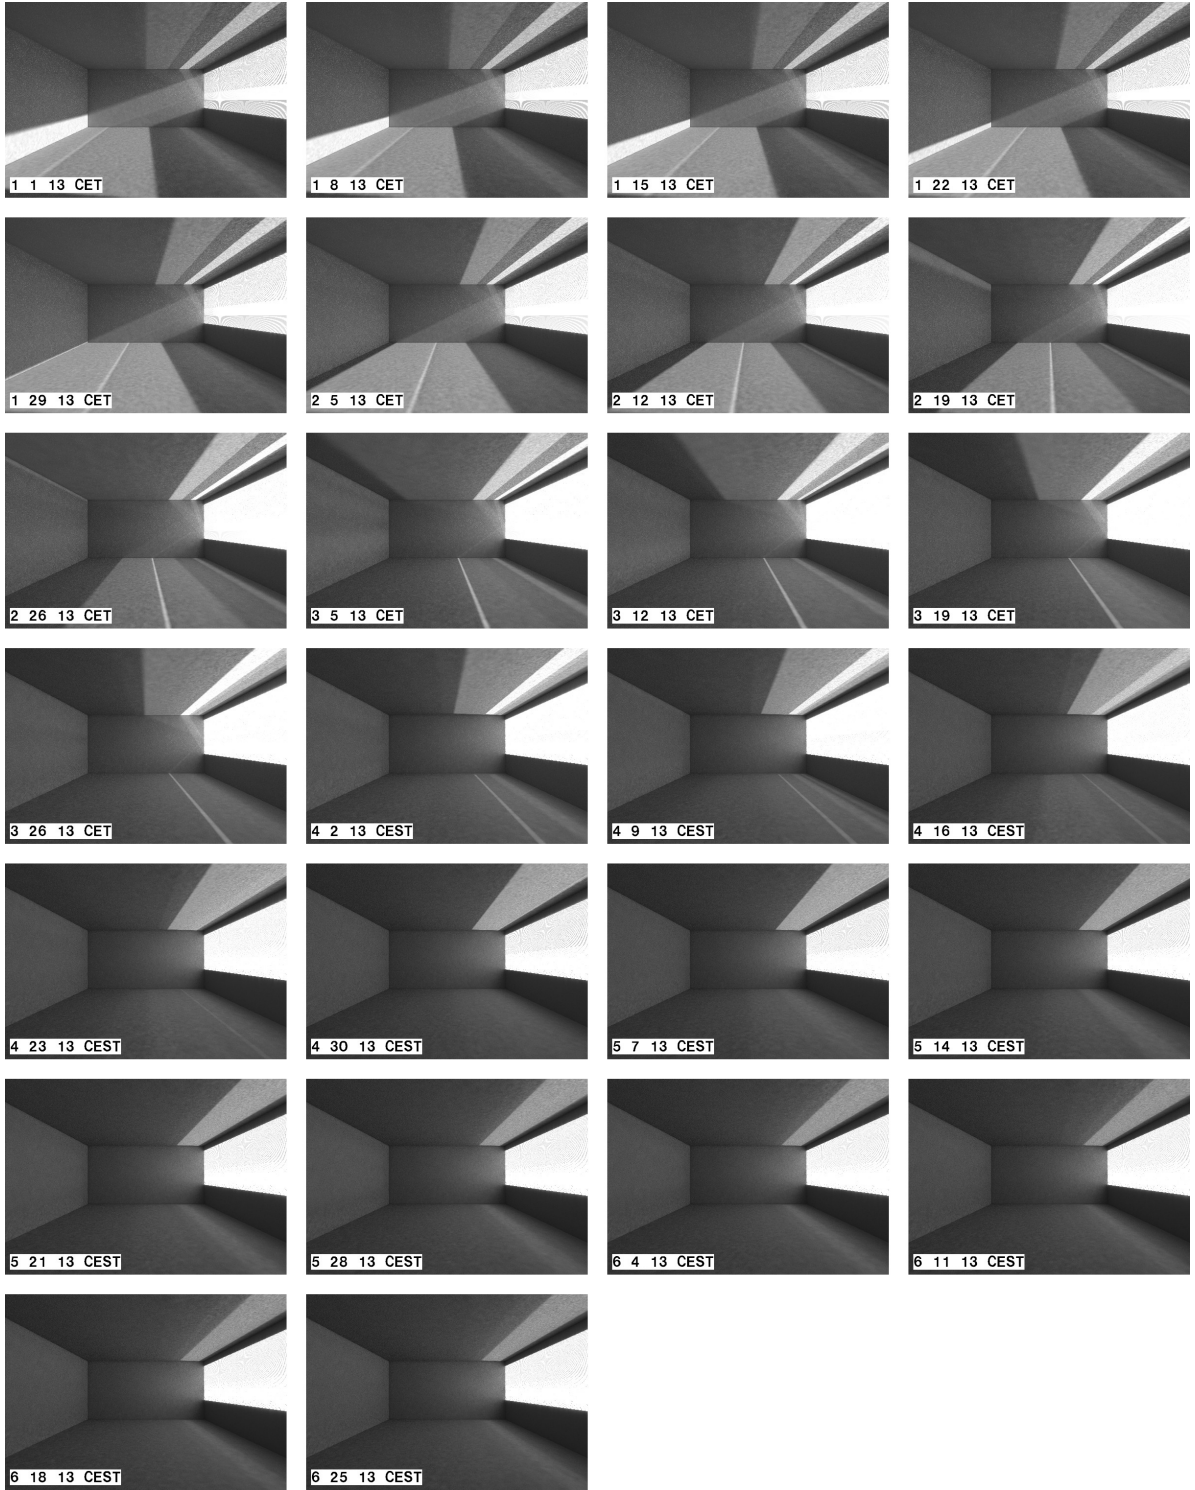 1 1 13 CET
1 8 13 CET
1 15 13 CET
1 22 13 CET
1 29 13 CET
2 5 13 CET
2 12 13 CET
2 19 13 CET
2 26 13 CET
3 5 13 CET
3 12 13 CET
3 19 13 CET
3 26 13 CET
4 2 13 CEST
4 9 13 CEST
4 16 13 CEST
4 23 13 CEST
4 30 13 CEST
5 7 13 CEST
5 14 13 CEST
5 21 13 CEST
5 28 13 CEST
6 4 13 CEST
6 11 13 CEST
6 18 13 CEST
6 25 13 CEST